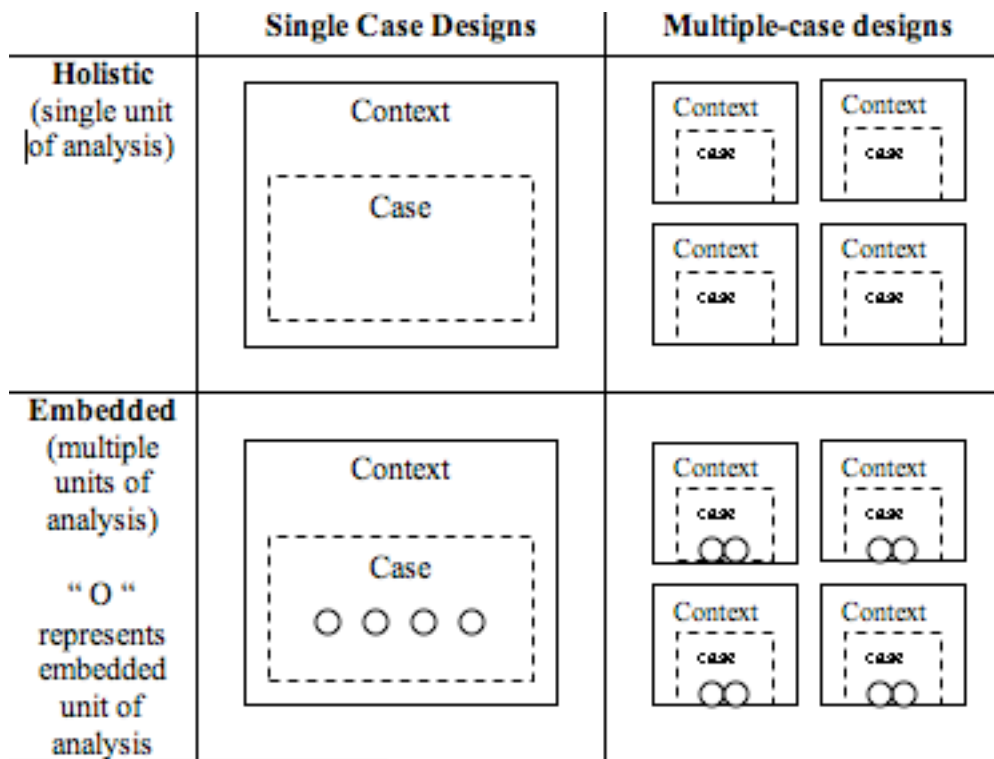 Single Case Designs
Multiple-case designs
Holistic
(single unit
of analysis)
Context
Case
Context
case
Context
case
Context
case
Context
case
Embedded
(multiple
units of
analysis)
“ O “
represents
embedded
unit of
analysis
Context
Case
Context
case
Context
case
Context
case
Context
case